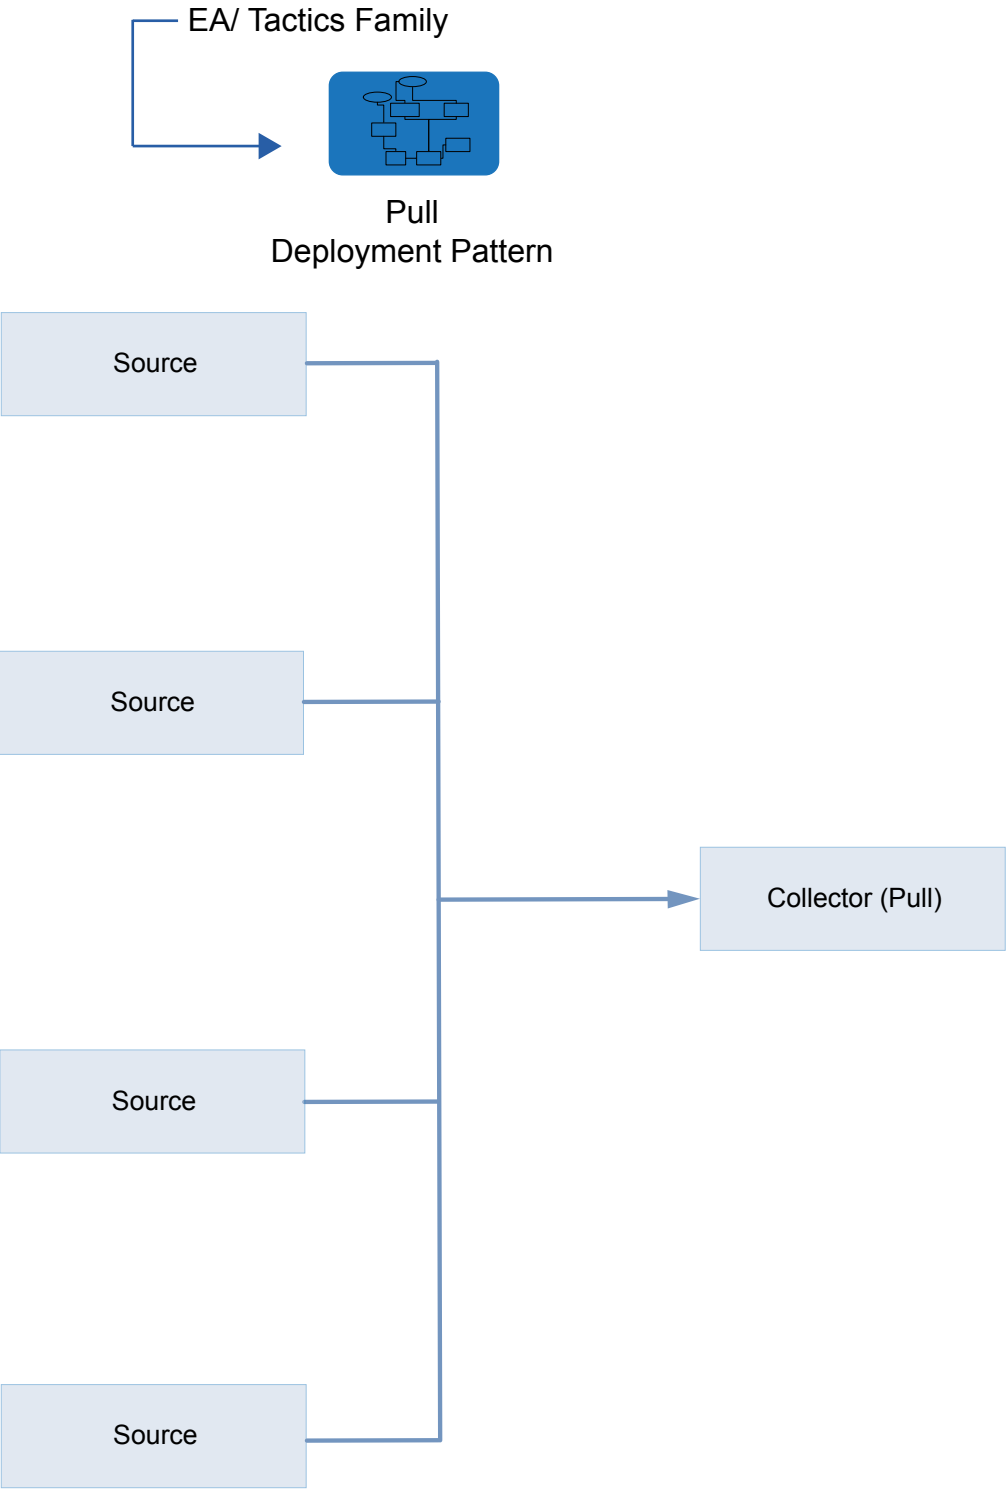 EA/ Tactics Family
Pull
Deployment Pattern
Source
Source
Collector (Pull)
Source
Source